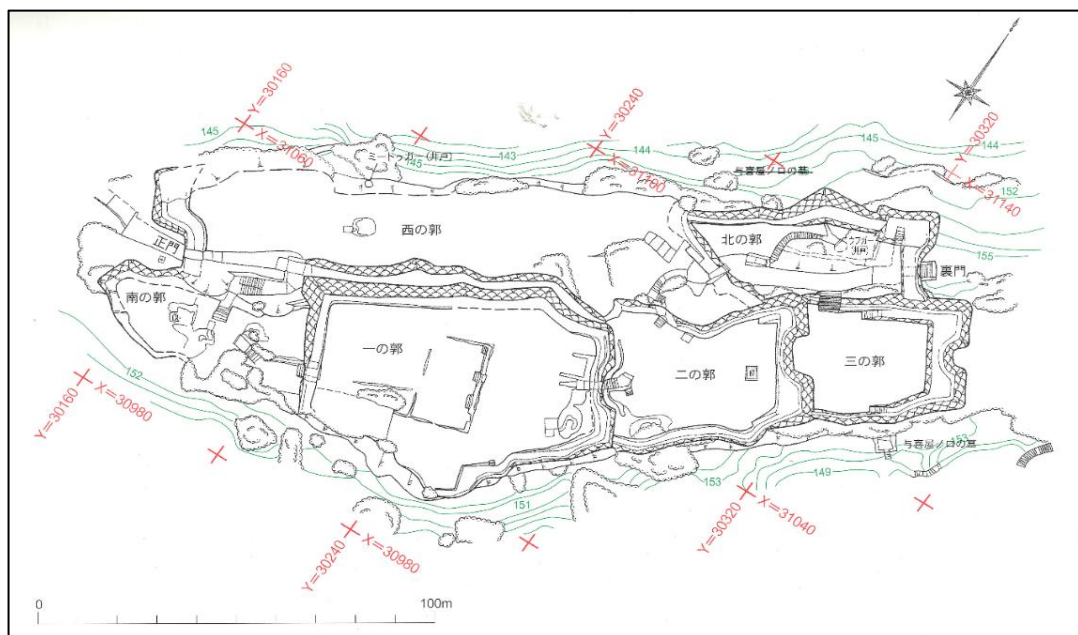 Y=30160
X=31060
145
ミートゥガー(井戸)
145
143
Y=30240
X=31100
144
与喜屋ノロの墓
145
Y=30320
144
X=31140
152
西の郭
北の郭
155
裏門
正門
南の郭
一の郭
二の郭
三の郭
152
Y=30160
X=30980
与喜屋ノロの墓
153
149
153
151
Y=30320
X=31040
Y=30240
X=30980
0
100m